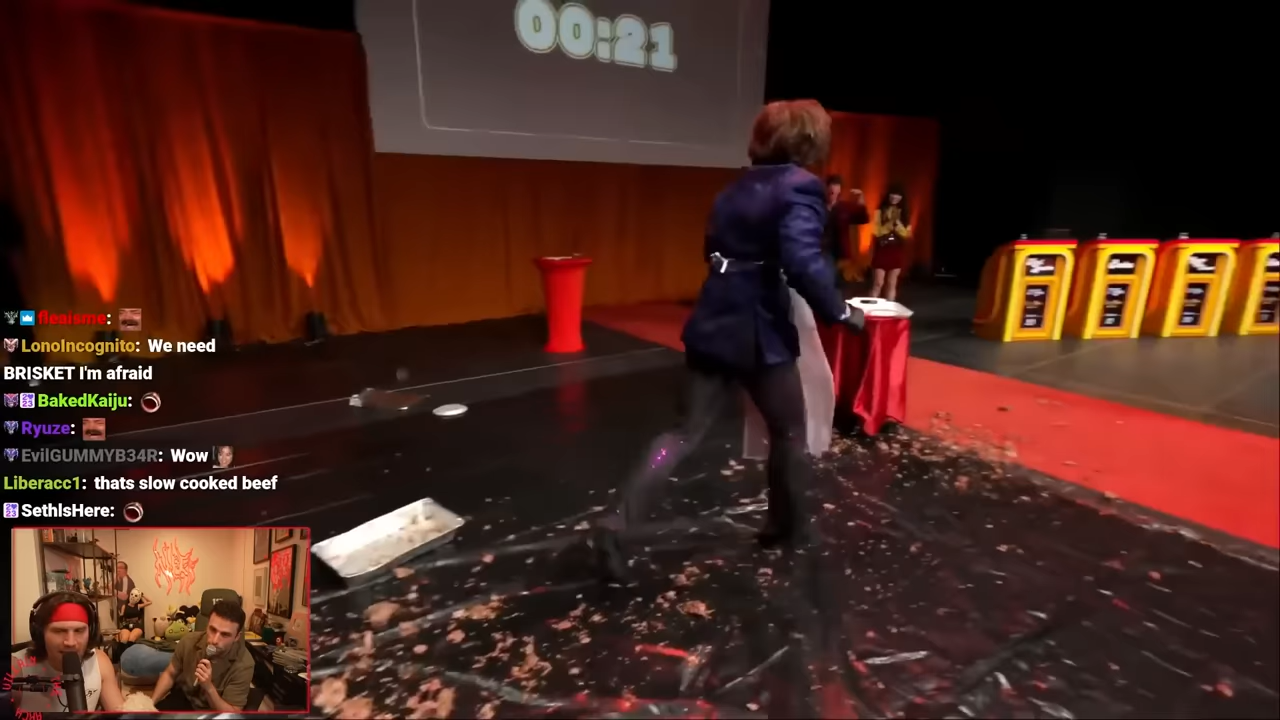 00:21
fleaisme:
LonoIncognito: We need
BRISKET I'm afraid
BakedKaiju:
Ryuze:
EvilGUMMYB34R: Wow
Liberacc1: thats slow cooked beef
SethIsHere: